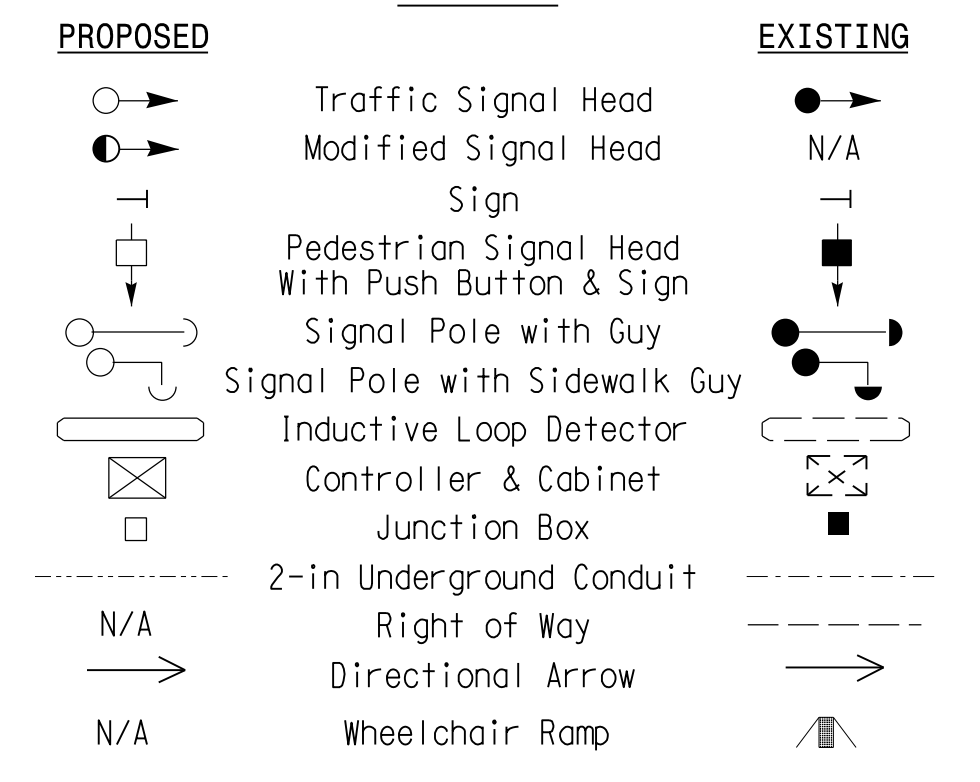 PROPOSED EXISTING
Traffic Signal Head
Modified Signal Head N/A
Sign
Pedestrian Signal Head
With Push Button & Sign
Signal Pole with Guy
Signal Pole with Sidewalk Guy
Inductive Loop Detector
Controller & Cabinet
Junction Box
2-in Underground Conduit
N/A Right of Way
Directional Arrow
N/A Wheelchair Ramp